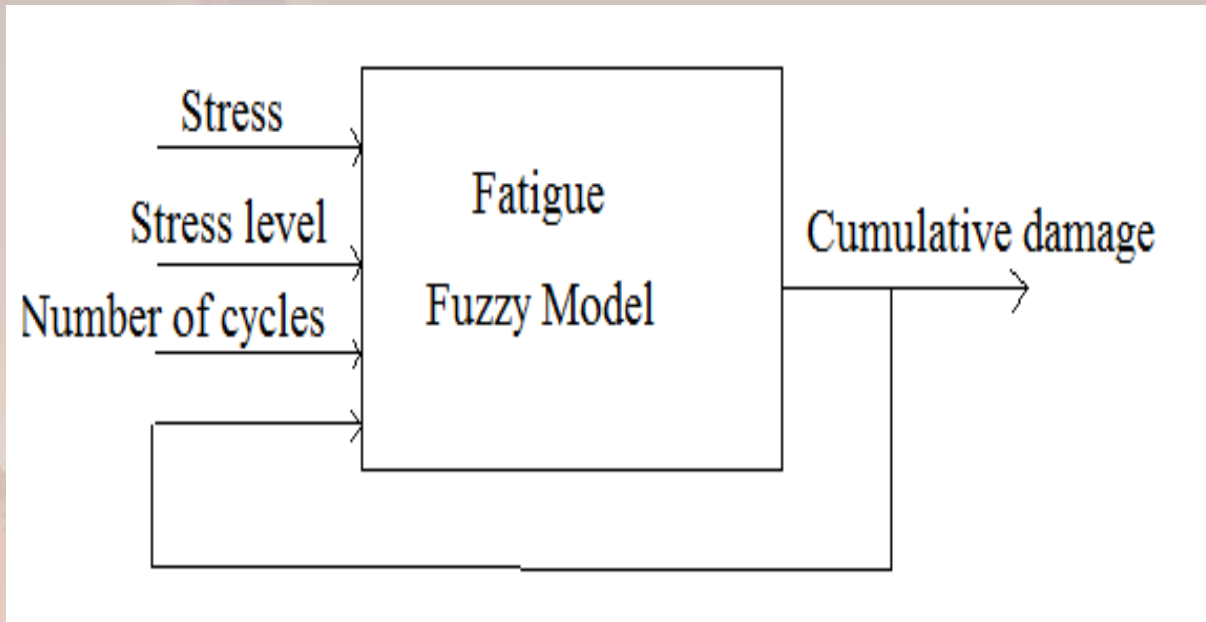 Stress
Stress level
Number of cycles
Fatigue
Fuzzy Model
Cumulative damage